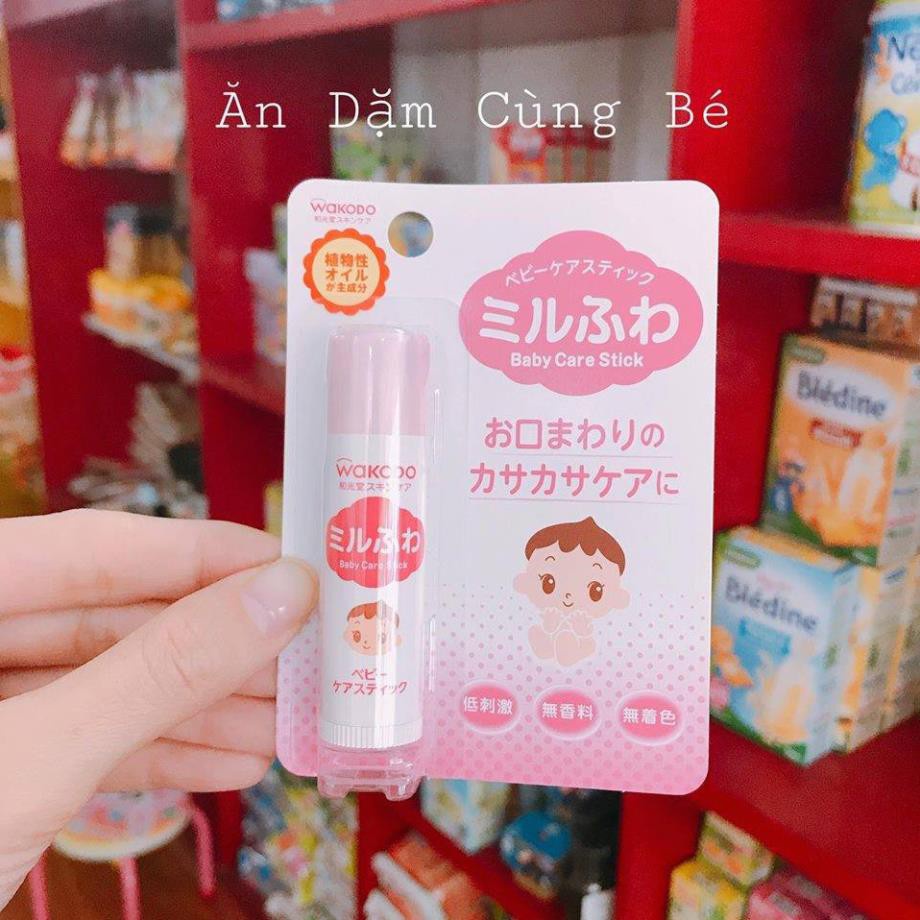 Ăn Dặm Cùng Bé
WAKODO
和光堂スキンケア
植物性
オイル
が主成分
ベビーケアスティック
ミルふわ
Baby Care Stick
お口まわりの
カサカサケアに
WAKODO
和光堂スキンケア
ミルふわ
Baby Care Stick
ベビー
ケアスティック
低刺激
無香料
無着色
Blédine
Blédine